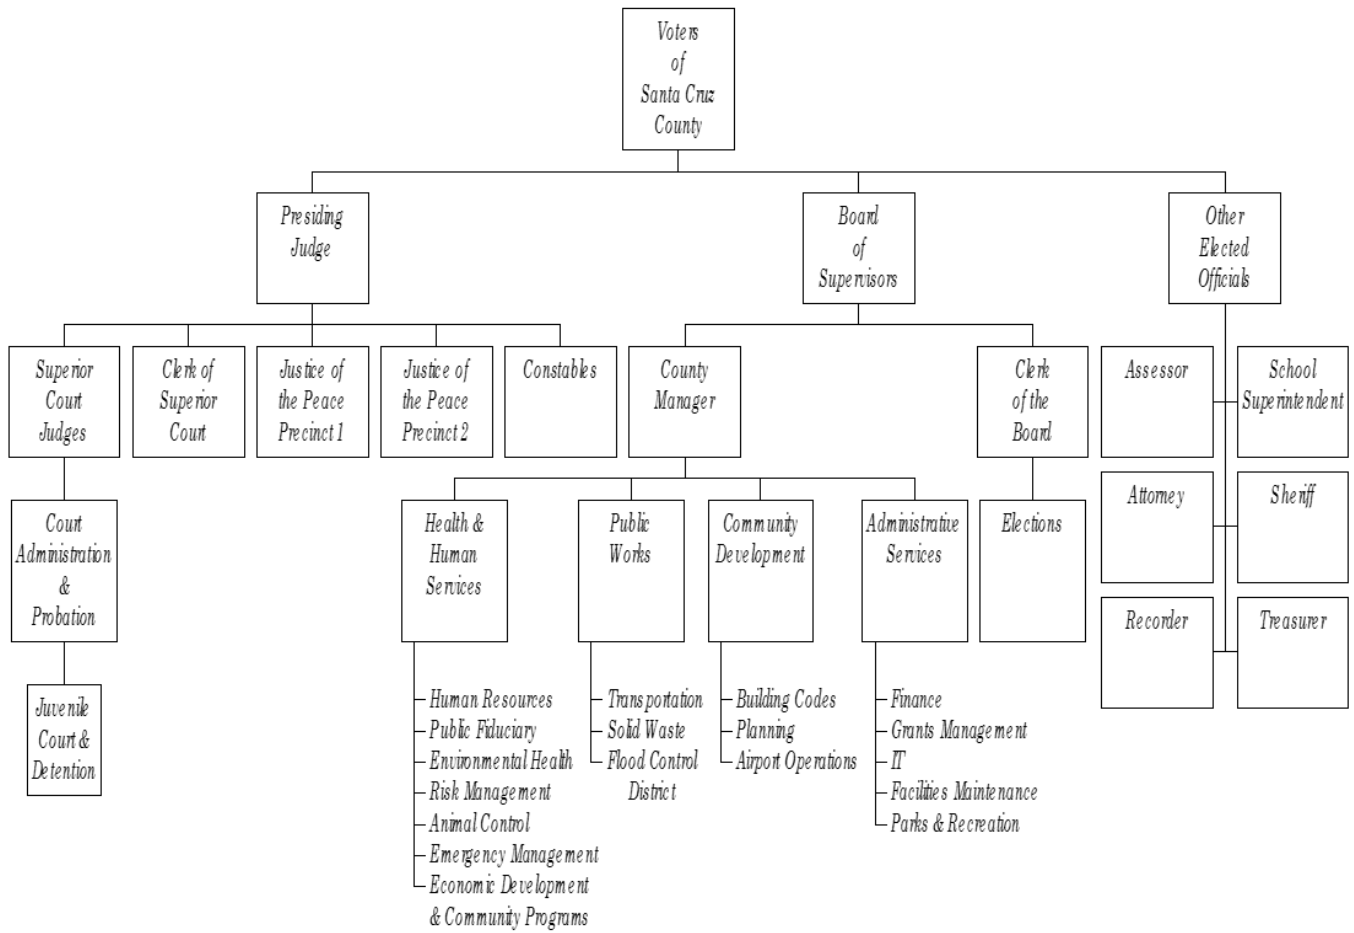 Voters
of
Santa Cruz
County
Presiding
Judge
Board
of
Supervisors
Other
Elected
Officials
Superior
Court
Judges
Clerk of
Superior
Court
Justice of
the Peace
Precinct 1
Justice of
the Peace
Precinct 2
Constables
County
Manager
Clerk
of the
Board
Assessor
School
Superintendent
Attorney
Sheriff
Recorder
Treasurer
Court
Administration
&
Probation
Health &
Human
Services
Public
Works
Community
Development
Administrative
Services
Elections
Juvenile
Court &
Detention
Human Resources
Public Fiduciary
Environmental Health
Risk Management
Animal Control
Emergency Management
Economic Development
& Community Programs
Transportation
Solid Waste
Flood Control
District
Building Codes
Planning
Airport Operations
Finance
Grants Management
IT
Facilities Maintenance
Parks & Recreation